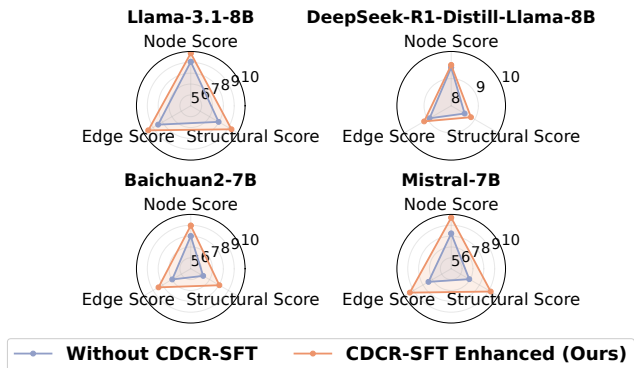 Llama-3.1-8B
Node Score
5 6 7 8 9 10
Edge Score
Structural Score
DeepSeek-R1-Distill-Llama-8B
Node Score
8 9 10
Edge Score
Structural Score
Baichuan2-7B
Node Score
5 6 7 8 9 10
Edge Score
Structural Score
Mistral-7B
Node Score
5 6 7 8 9 10
Edge Score
Structural Score
Without CDCR-SFT
CDCR-SFT Enhanced (Ours)